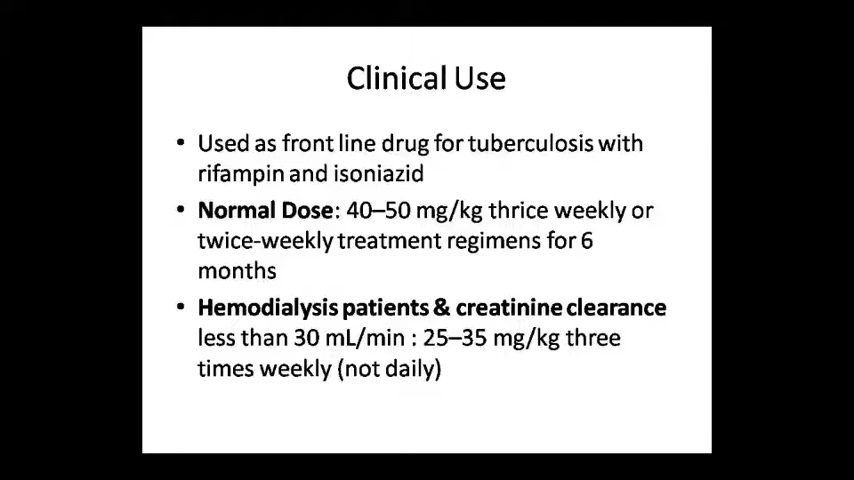 Clinical Use
• Used as front line drug for tuberculosis with
rifampin and isoniazid
• Normal Dose: 40–50 mg/kg thrice weekly or
twice-weekly treatment regimens for 6
months
• Hemodialysis patients & creatinine clearance
less than 30 mL/min : 25–35 mg/kg three
times weekly (not daily)